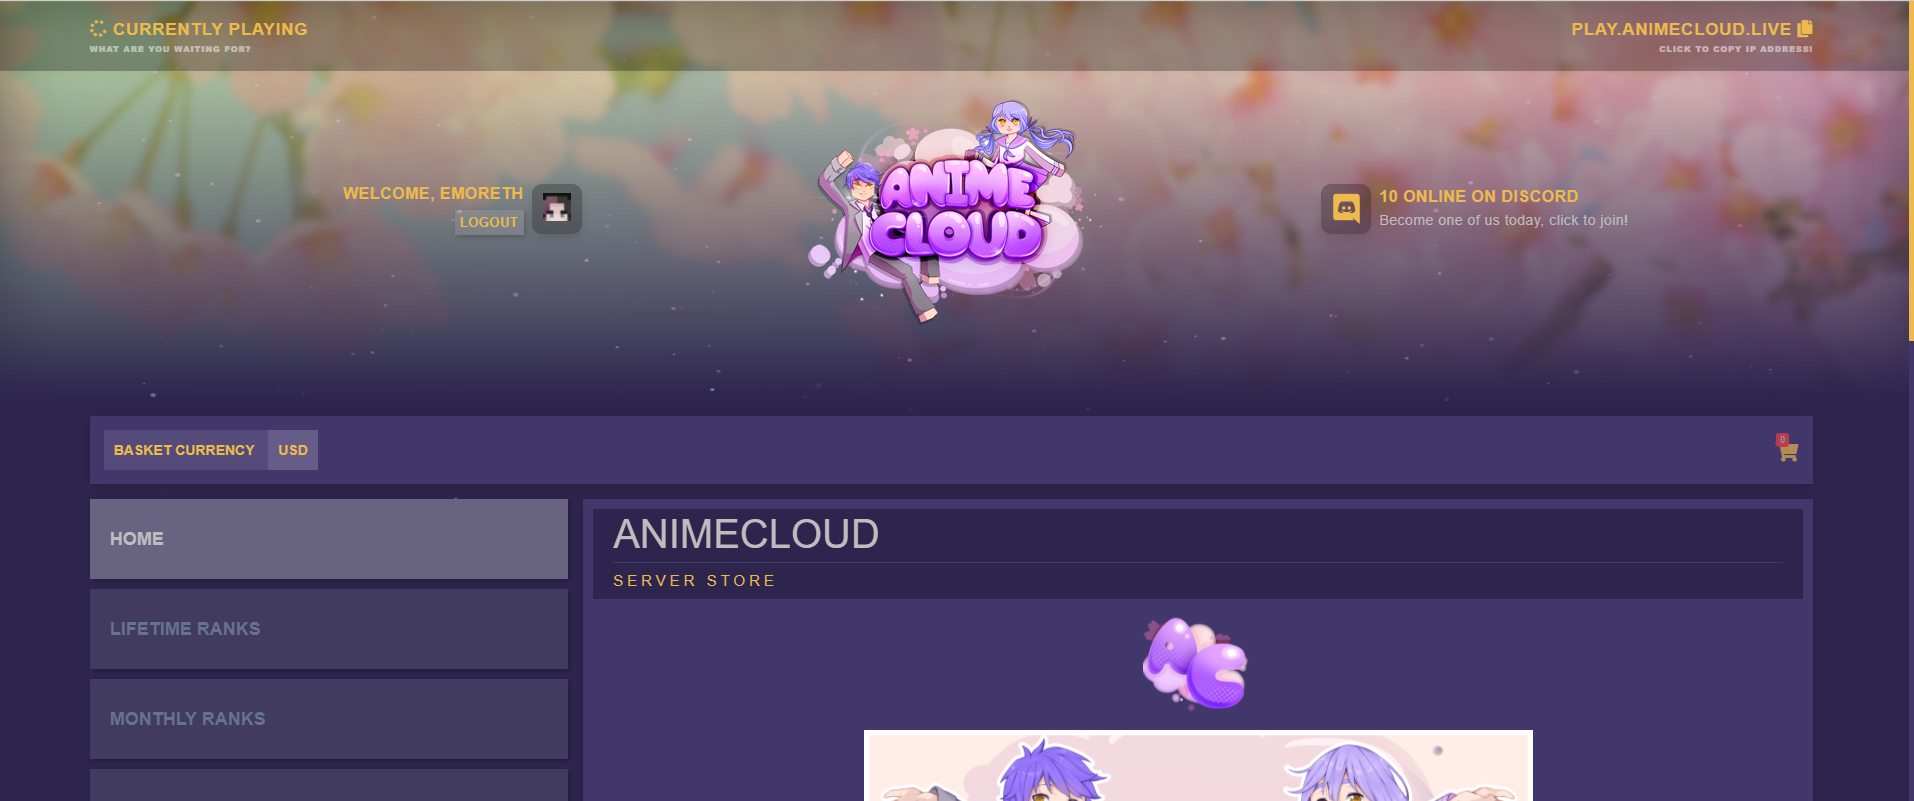 CURRENTLY PLAYING
WHAT ARE YOU WAITING FOR?
PLAY.ANIMECLOUD.LIVE
CLICK TO COPY IP ADDRESS!
WELCOME, EMORETH
LOGOUT
ANIME
CLOUD
10 ONLINE ON DISCORD
Become one of us today, click to join!
BASKET CURRENCY USD
0
HOME
LIFETIME RANKS
MONTHLY RANKS
ANIMECLOUD
SERVER STORE
AC